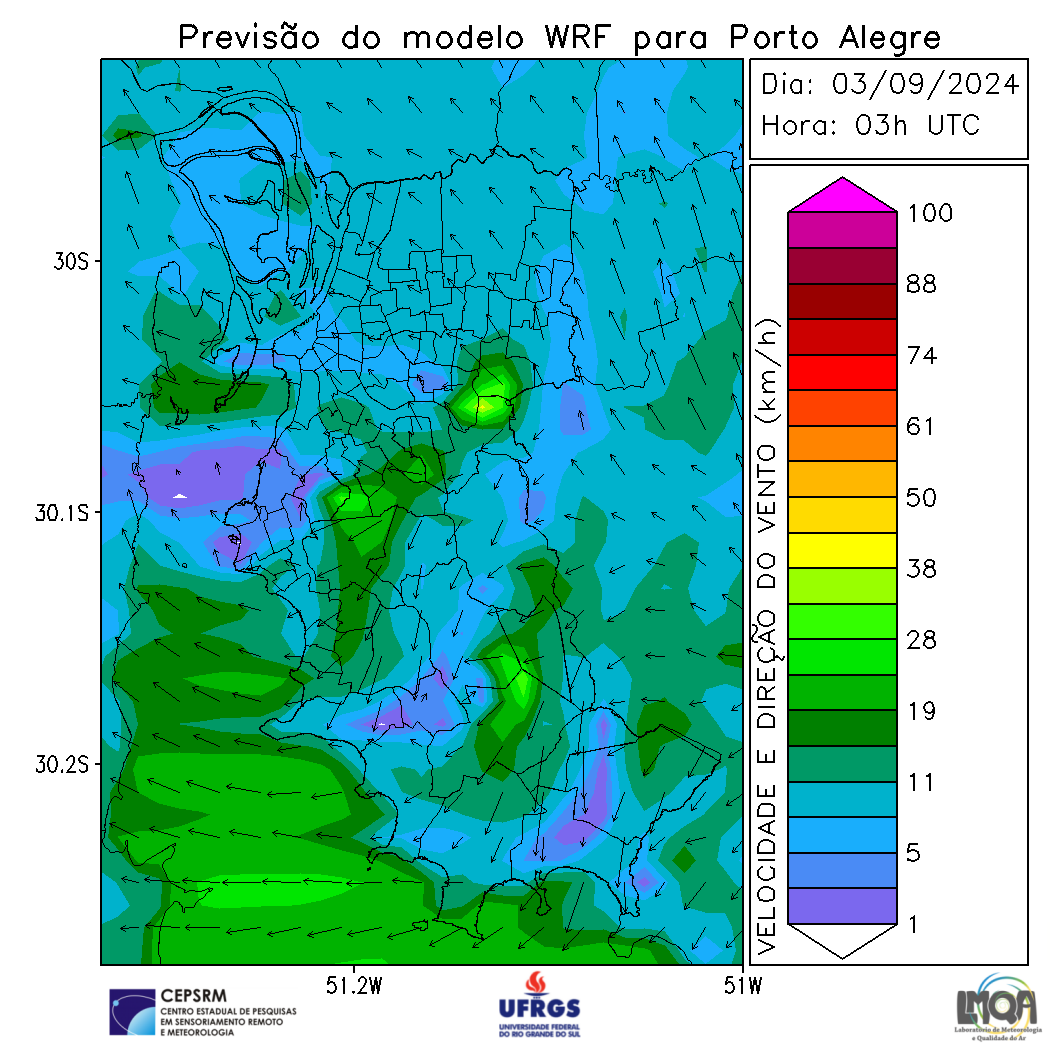 Previsão do modelo WRF para Porto Alegre
Dia: 03/09/2024
Hora: 03h UTC
30S
30.1S
30.2S
51.2W
51W
VELOCIDADE E DIREÇÃO DO VENTO (km/h)
100
88
74
61
50
38
28
19
11
5
1
CEPSRM
CENTRO ESTADUAL DE PESQUISAS
EM SENSORIAMENTO REMOTO
E METEOROLOGIA
UFRGS
UNIVERSIDADE FEDERAL
DO RIO GRANDE DO SUL
LMQA
Laboratório de Meteorologia
e Qualidade do Ar